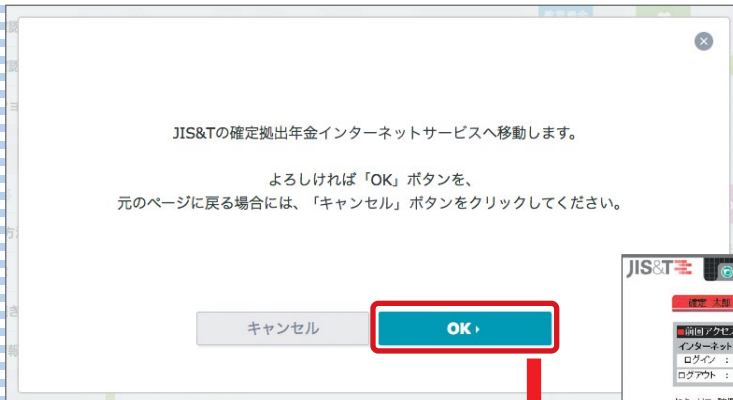 JIS&Tの確定拠出年金インターネットサービスへ移動します。
よろしければ「OK」ボタンを、
元のページに戻る場合には、「キャンセル」ボタンをクリックしてください。
キャンセル
OK
JIS&T
確定 太郎
■前回アクセス
インターネット
ログイン :
ログアウト :